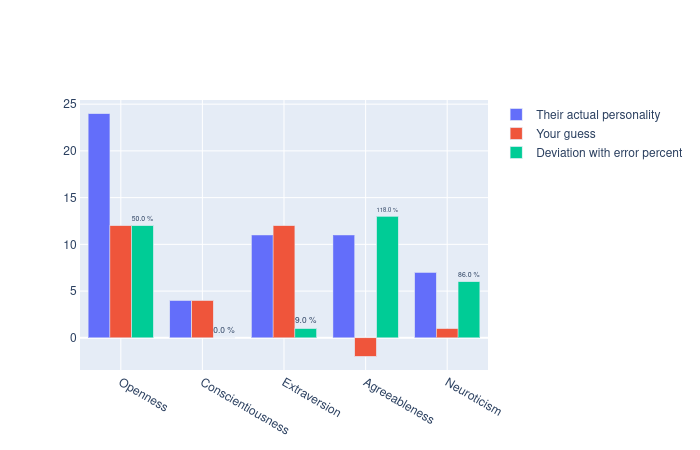 25
20
15
10
5
0
50.0 %
0.0 %
9.0 %
118.0 %
86.0 %
Openness
Conscientiousness
Extraversion
Agreeableness
Neuroticism
Their actual personality
Your guess
Deviation with error percent